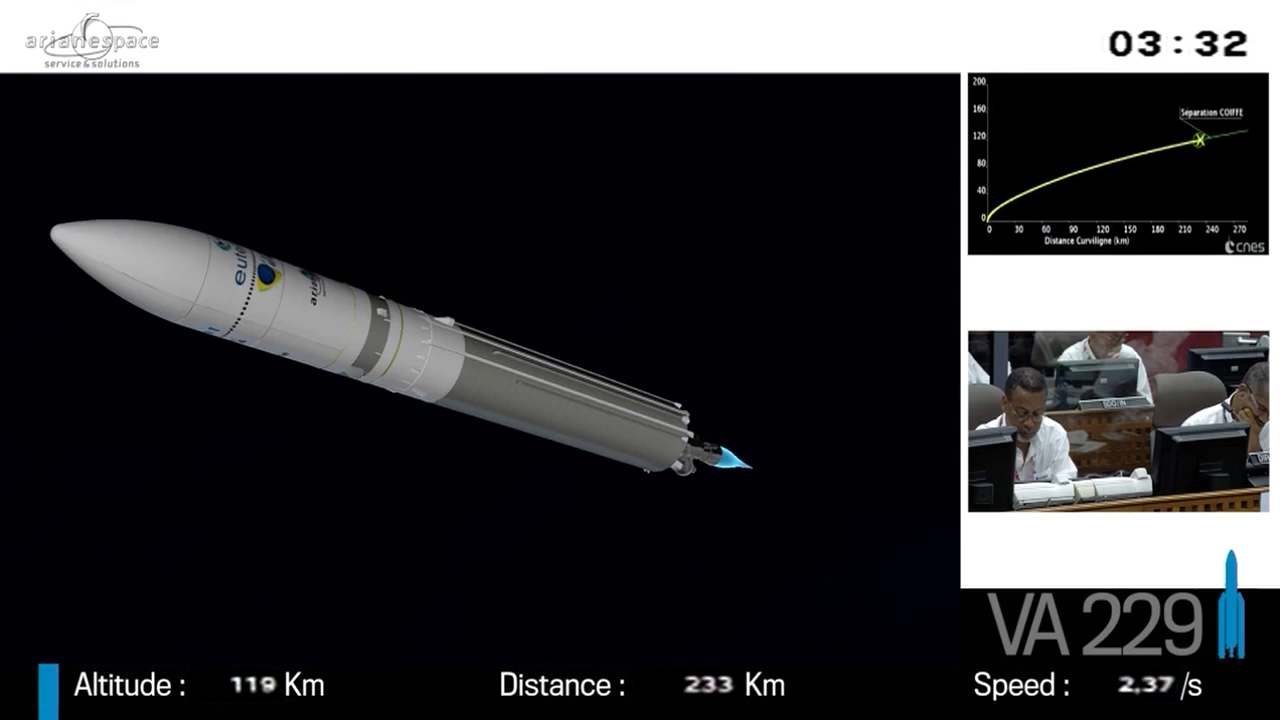 arianespace
service & solutions
03:32
200
160
120
80
40
0
Séparation COIFFE
0 30 60 90 120 150 180 210 240 270
Distance Curviligne (km)
cnes
VA 229
Altitude : 119 Km
Distance : 233 Km
Speed : 2,37 /s